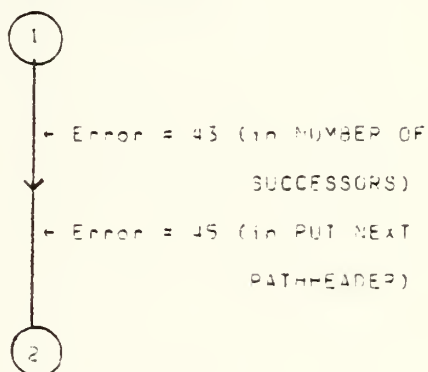 1
← Error = 43 (in NUMBER OF
SUCCESSORS)
← Error = 45 (in PUT NEXT
PATHHEADER)
2